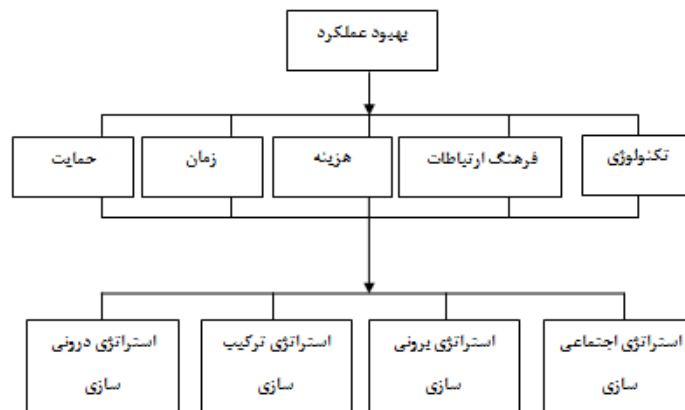 بهبود عملکرد
تکنولوژی
فرهنگ ارتباطات
هزینه
زمان
حمایت
استراتژی اجتماعی
سازی
استراتژی برونی
سازی
استراتژی ترکیب
سازی
استراتژی درونی
سازی